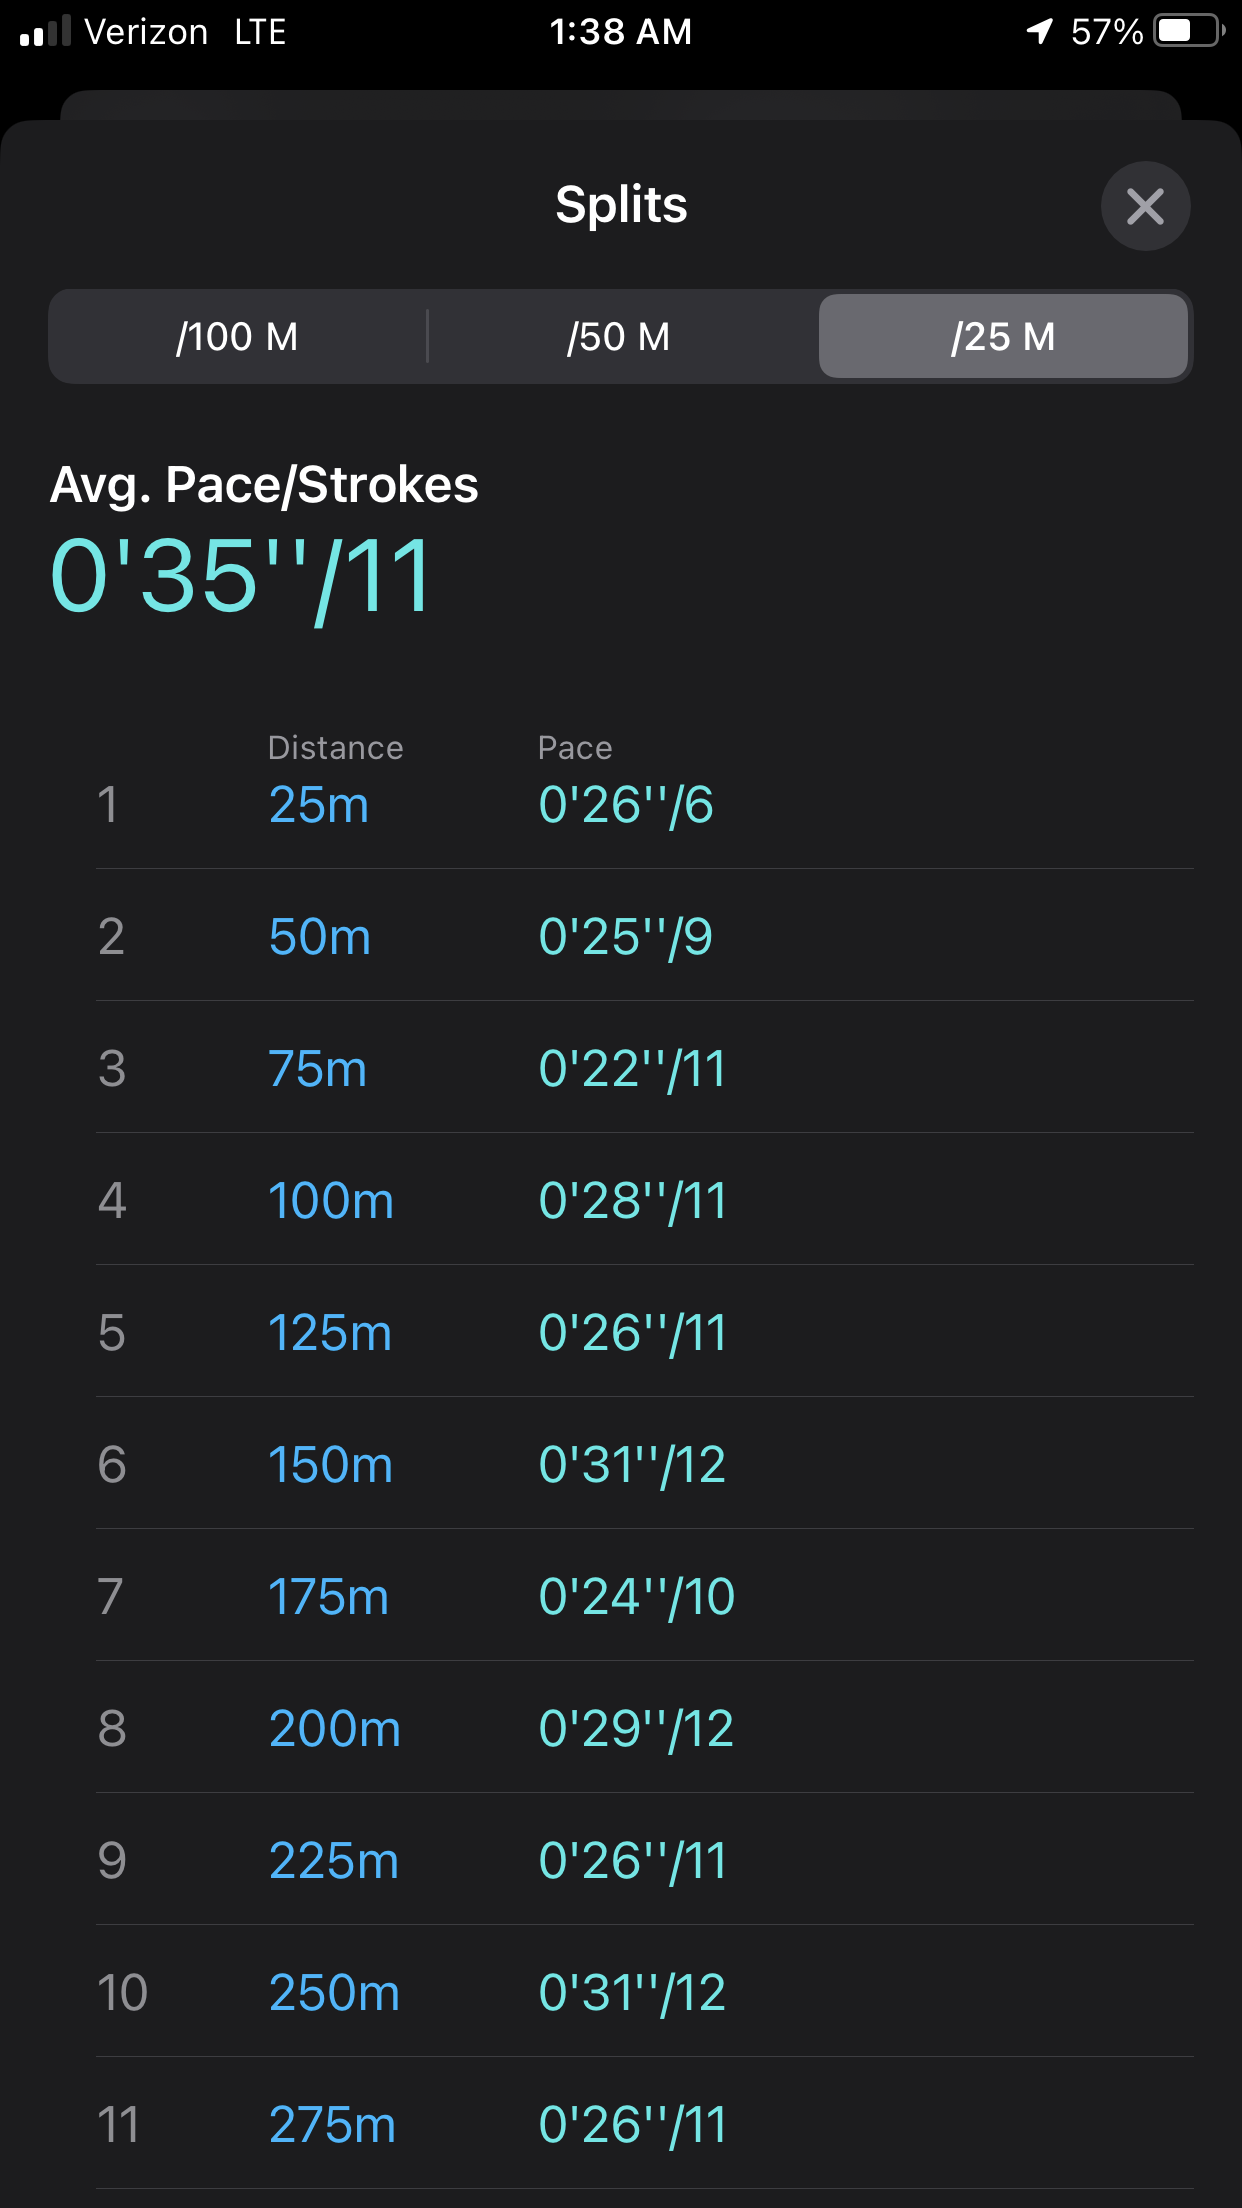 Verizon LTE 1:38 AM 57%
Splits
/100 M /50 M /25 M
Avg. Pace/Strokes
0'35''/11
Distance Pace
1 25m 0'26''/6
2 50m 0'25''/9
3 75m 0'22''/11
4 100m 0'28''/11
5 125m 0'26''/11
6 150m 0'31''/12
7 175m 0'24''/10
8 200m 0'29''/12
9 225m 0'26''/11
10 250m 0'31''/12
11 275m 0'26''/11